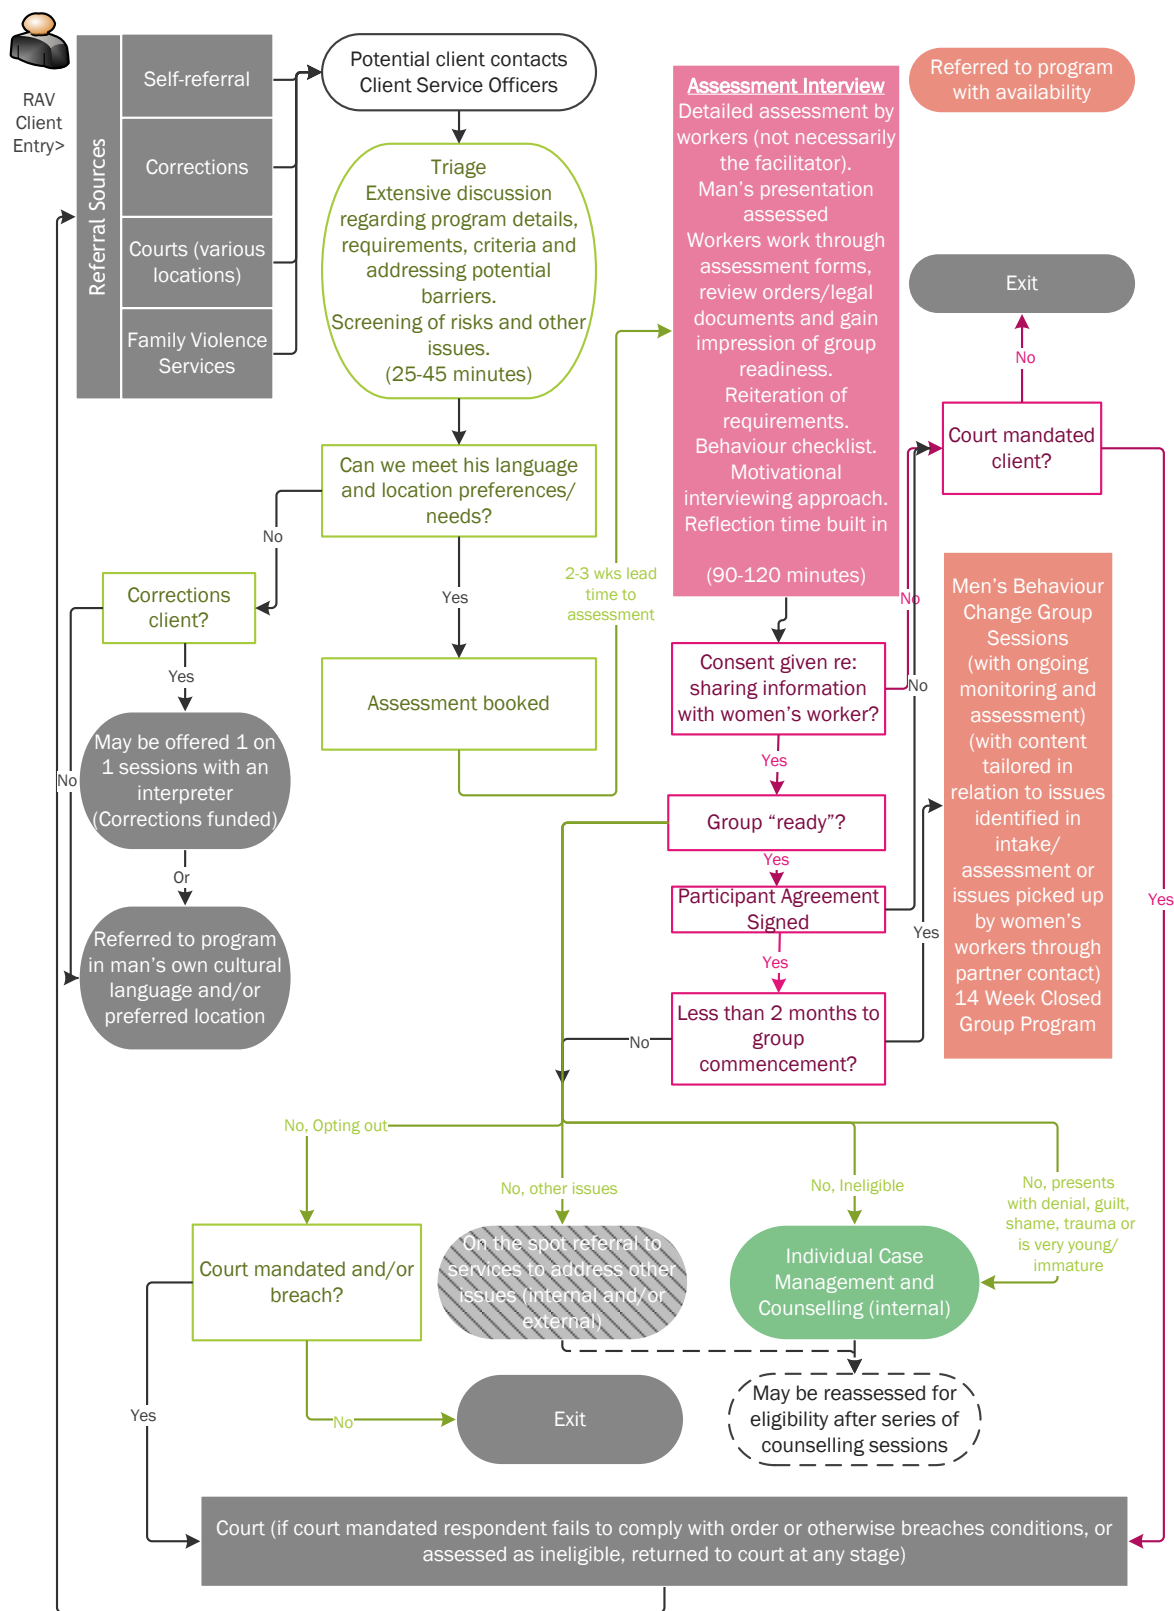 RAV
Client
Entry>
Referral Sources
Self-referral
Corrections
Courts (various
locations)
Family Violence
Services
Potential client contacts
Client Service Officers
Triage
Extensive discussion
regarding program details,
requirements, criteria and
addressing potential
barriers.
Screening of risks and other
issues.
(25-45 minutes)
Can we meet his language
and location preferences/
needs?
No
Yes
Corrections
client?
Yes
No
May be offered 1 on
1 sessions with an
interpreter
(Corrections funded)
Or
Referred to program
in man's own cultural
language and/or
preferred location
Assessment booked
2-3 wks lead
time to
assessment
Assessment Interview
Detailed assessment by
workers (not necessarily
the facilitator).
Man's presentation
assessed
Workers work through
assessment forms,
review orders/legal
documents and gain
impression of group
readiness.
Reiteration of
requirements.
Behaviour checklist.
Motivational
interviewing approach.
Reflection time built in
(90-120 minutes)
Referred to program
with availability
Exit
No
Court mandated
client?
Yes
No
Consent given re:
sharing information
with women's worker?
No
Yes
Group “ready”?
Yes
Participant Agreement
Signed
Yes
Yes
Less than 2 months to
group
commencement?
No
Men's Behaviour
Change Group
Sessions
(with ongoing
monitoring and
assessment)
(with content
tailored in
relation to issues
identified in
intake/
assessment or
issues picked up
by women's
workers through
partner contact)
14 Week Closed
Group Program
No, Opting out
No, other issues
No, Ineligible
No, presents
with denial, guilt,
shame, trauma or
is very young/
immature
Court mandated and/or
breach?
On the spot referral to
services to address other
issues (internal and/or
external)
Individual Case
Management and
Counselling (internal)
Yes
No
Exit
May be reassessed for
eligibility after series of
counselling sessions
Court (if court mandated respondent fails to comply with order or otherwise breaches conditions, or
assessed as ineligible, returned to court at any stage)